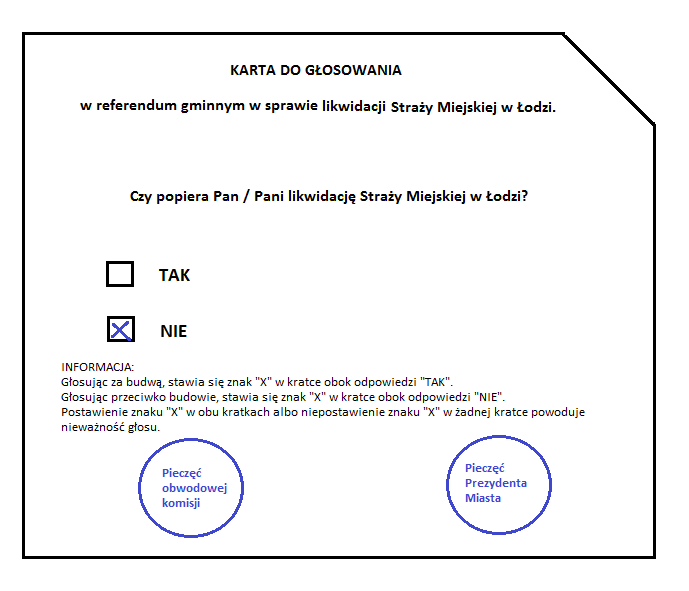 KARTA DO GŁOSOWANIA
w referendum gminnym w sprawie likwidacji Straży Miejskiej w Łodzi.
Czy popiera Pan / Pani likwidację Straży Miejskiej w Łodzi?
TAK
X NIE
INFORMACJA:
Głosując za budwą, stawia się znak "X" w kratce obok odpowiedzi "TAK".
Głosując przeciwko budowie, stawia się znak "X" w kratce obok odpowiedzi "NIE".
Postawienie znaku "X" w obu kratkach albo niepostawienie znaku "X" w żadnej kratce powoduje
nieważność głosu.
Pieczęć
obwodowej
komisji
Pieczęć
Prezydenta
Miasta